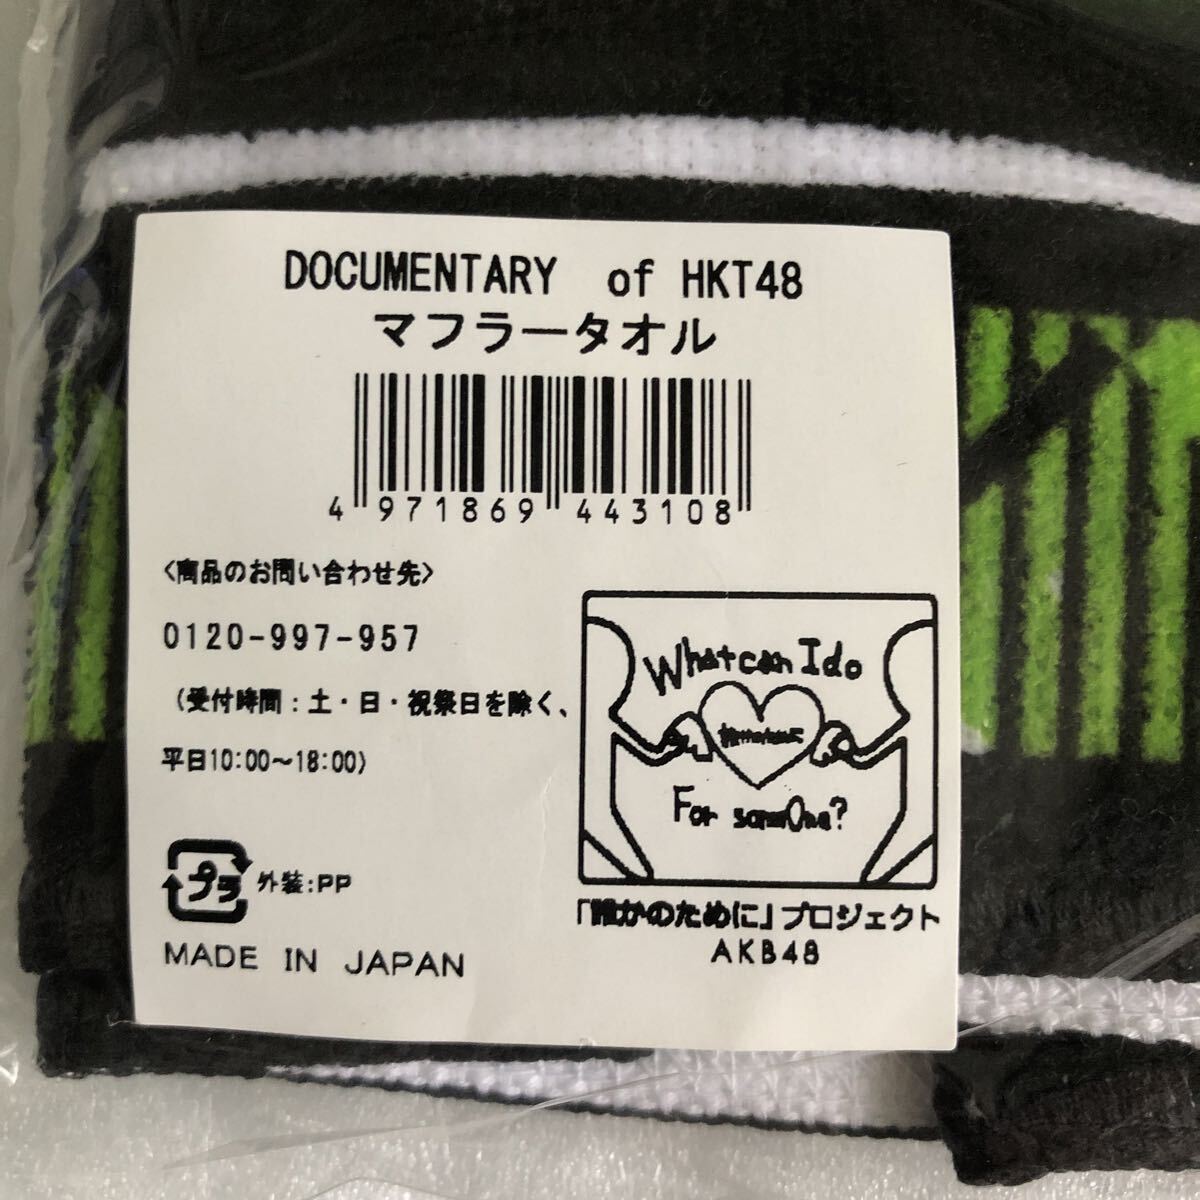 DOCUMENTARY of HKT48
マフラータオル
4 971869 443108
<商品のお問い合わせ先>
0120-997-957
(受付時間：土・日・祝祭日を除く、
平日10:00〜18:00)
プラ 外装:PP
MADE IN JAPAN
What can I do
For someOne?
「誰かのために」プロジェクト
AKB48